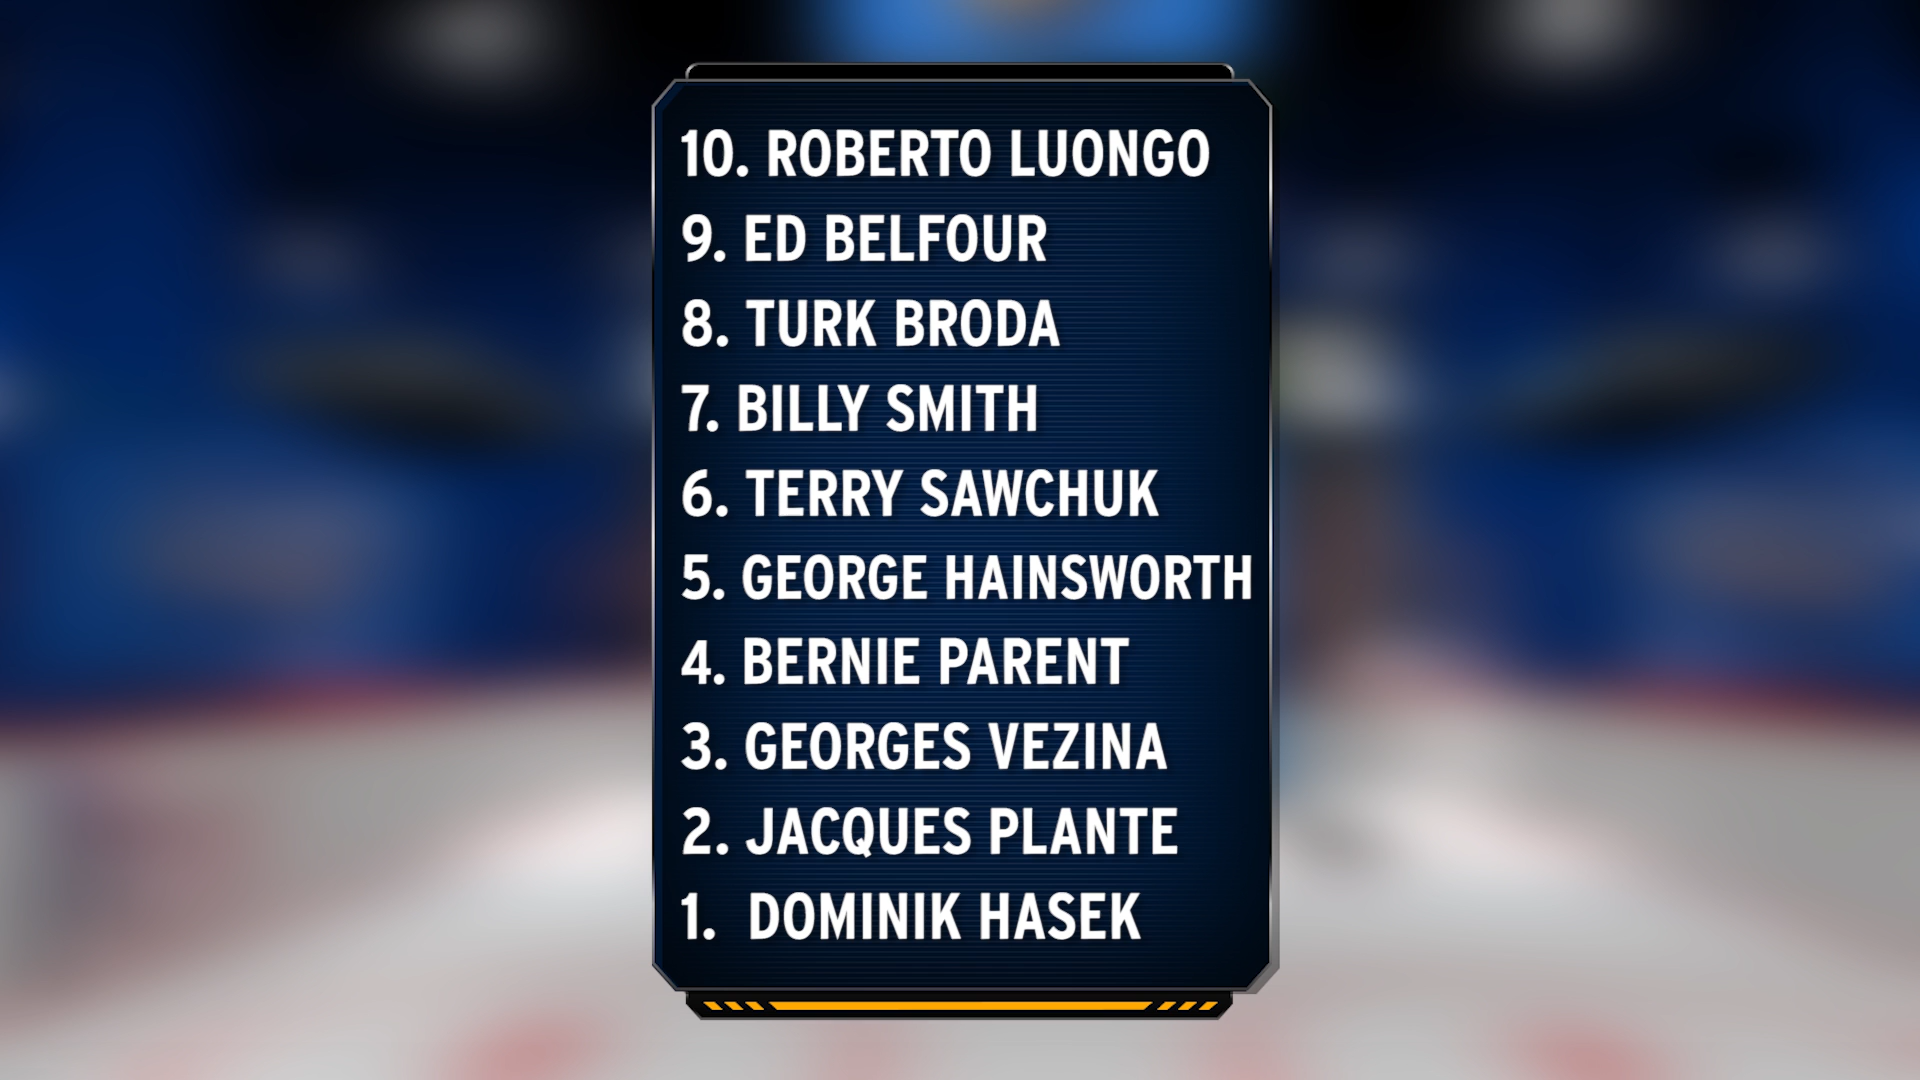 10. ROBERTO LUONGO
9. ED BELFOUR
8. TURK BRODA
7. BILLY SMITH
6. TERRY SAWCHUK
5. GEORGE HAINSWORTH
4. BERNIE PARENT
3. GEORGES VEZINA
2. JACQUES PLANTE
1. DOMINIK HASEK